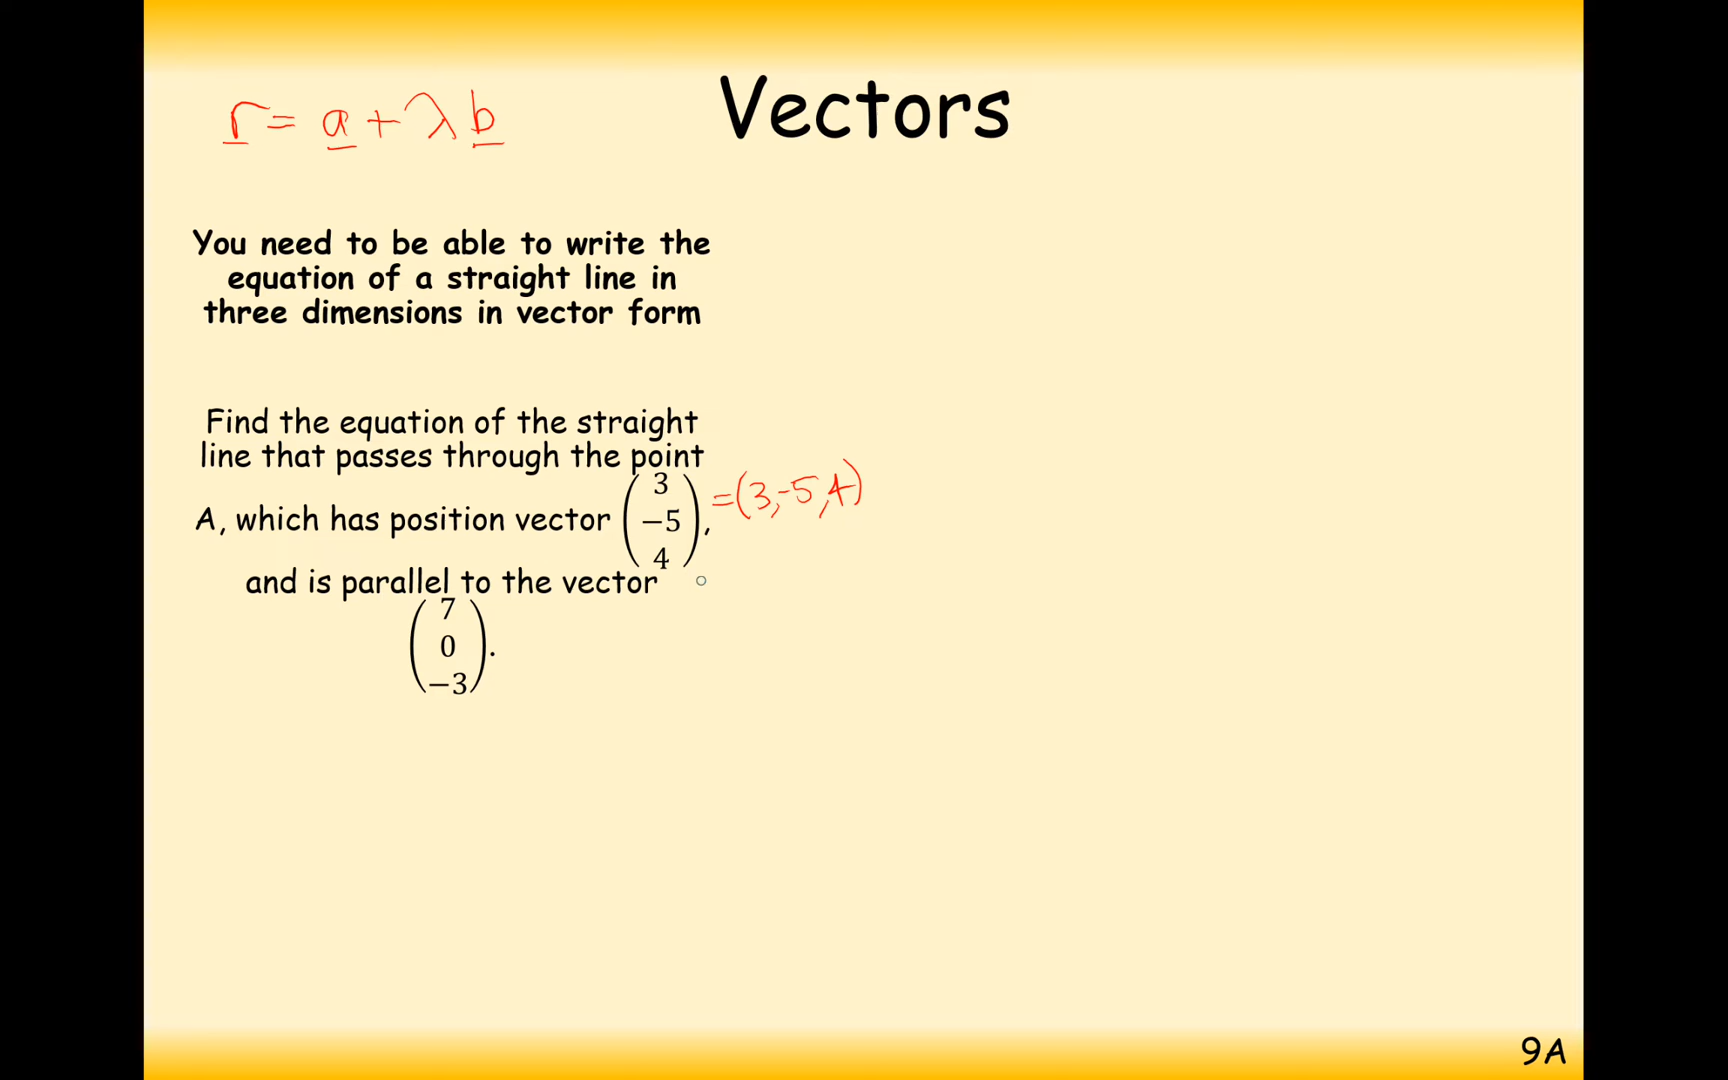 Vectors
r = a + λ b
You need to be able to write the
equation of a straight line in
three dimensions in vector form
Find the equation of the straight
line that passes through the point
A, which has position vector (3 −5 4), =(3,-5,4)
and is parallel to the vector
(7 0 −3).
9A